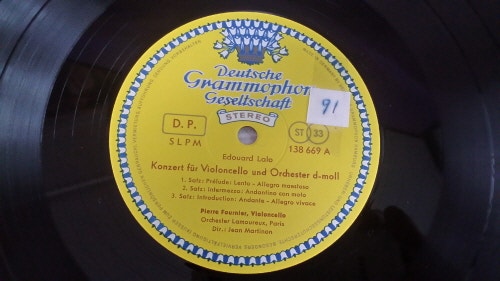 Deutsche
Grammophon
Gesellschaft
STEREO
91
D. P.
SLPM
ST 33
138 669 A
Edouard Lalo
Konzert für Violoncello und Orchester d-moll
1. Satz: Prélude: Lento - Allegro maestoso
2. Satz: Intermezzo: Andantino con moto
3. Satz: Introduction: Andante - Allegro vivace
Pierre Fournier, Violoncello
Orchester Lamoureux, Paris
Dir.: Jean Martinon